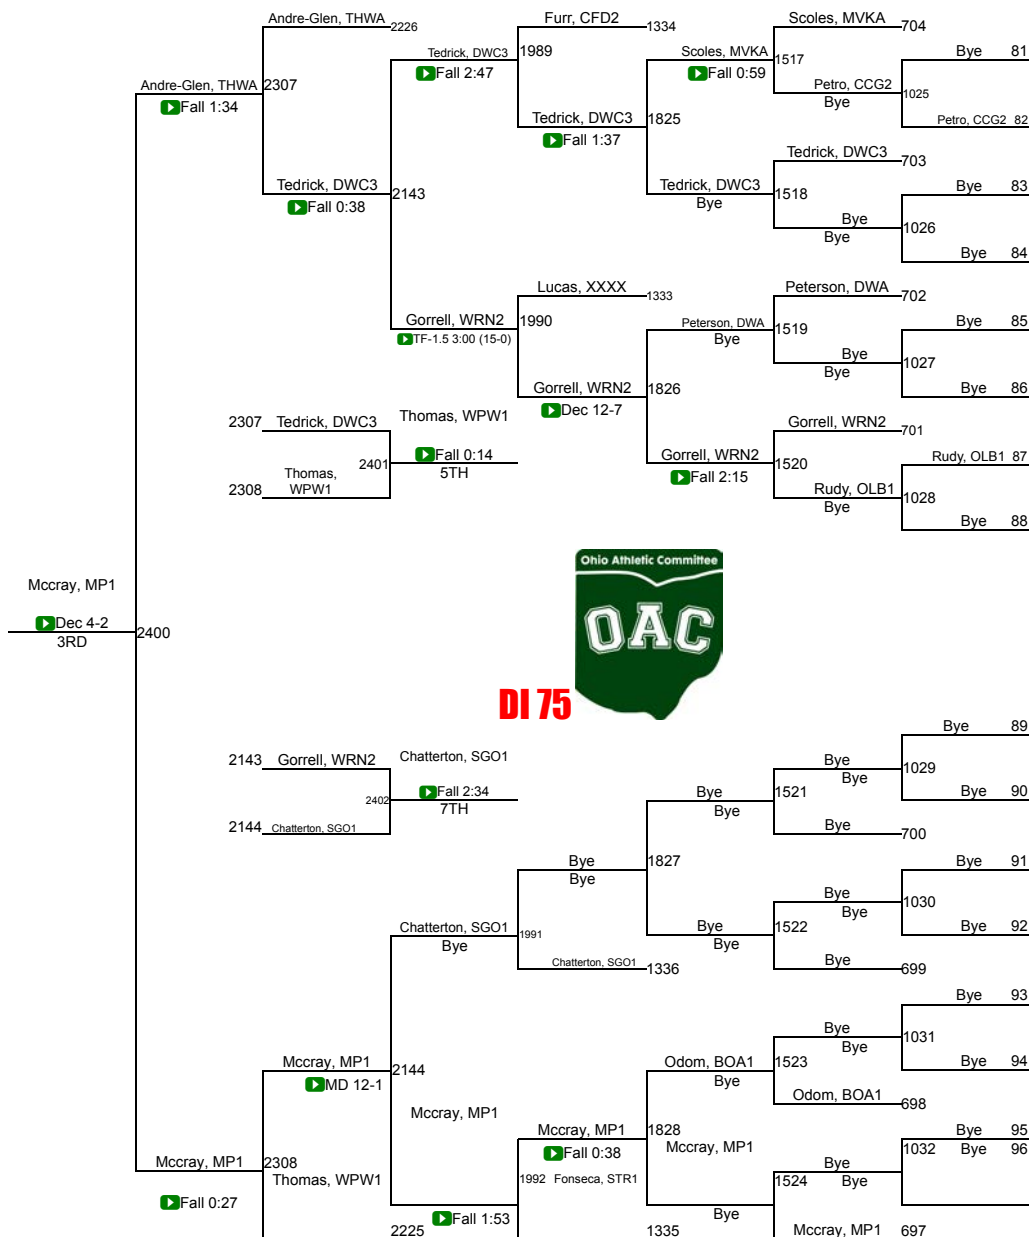 Andre-Glen, THWA
2226
Furr, CFD2
1334
Scoles, MVKA
704
Bye 81
Tedrick, DWC3
1989
Scoles, MVKA
1517
Fall 2:47
Fall 0:59
Andre-Glen, THWA
2307
Petro, CCG2
1025
Fall 1:34
Bye
Tedrick, DWC3
1825
Petro, CCG2 82
Fall 1:37
Tedrick, DWC3
703
Tedrick, DWC3
2143
Tedrick, DWC3
1518
Bye 83
Fall 0:38
Bye
Bye
1026
Bye
Bye 84
Lucas, XXXX
1333
Peterson, DWA
702
Gorrell, WRN2
1990
Peterson, DWA
1519
Bye 85
TF-1.5 3:00 (15-0)
Bye
Bye
1027
Bye
Gorrell, WRN2
1826
Bye 86
Dec 12-7
2307 Tedrick, DWC3
Thomas, WPW1
Gorrell, WRN2
701
Fall 0:14
2401
5TH
Gorrell, WRN2
1520
Rudy, OLB1 87
Fall 2:15
Thomas,
WPW1
2308
Rudy, OLB1
1028
Bye
Bye 88
Ohio Athletic Committee
OAC
Mccray, MP1
Dec 4-2
2400
3RD
DI 75
Bye 89
2143 Gorrell, WRN2
Chatterton, SGO1
Bye
1029
Bye
Fall 2:34
2402
7TH
Bye
1521
Bye 90
Bye
2144 Chatterton, SGO1
Bye
700
Bye
1827
Bye 91
Bye
Bye
1030
Bye
Chatterton, SGO1
1991
Bye
1522
Bye 92
Bye
Bye
Chatterton, SGO1
1336
Bye
699
Bye 93
Bye
1031
Bye
Mccray, MP1
2144
Odom, BOA1
1523
Bye 94
MD 12-1
Bye
Odom, BOA1
698
Mccray, MP1
Mccray, MP1
1828
Bye 95
Fall 0:38
Mccray, MP1
1032 Bye 96
Mccray, MP1
2308
Thomas, WPW1
1992 Fonseca, STR1
Bye
1524
Bye
Fall 0:27
2225
Fall 1:53
1335
Bye
Mccray, MP1
697